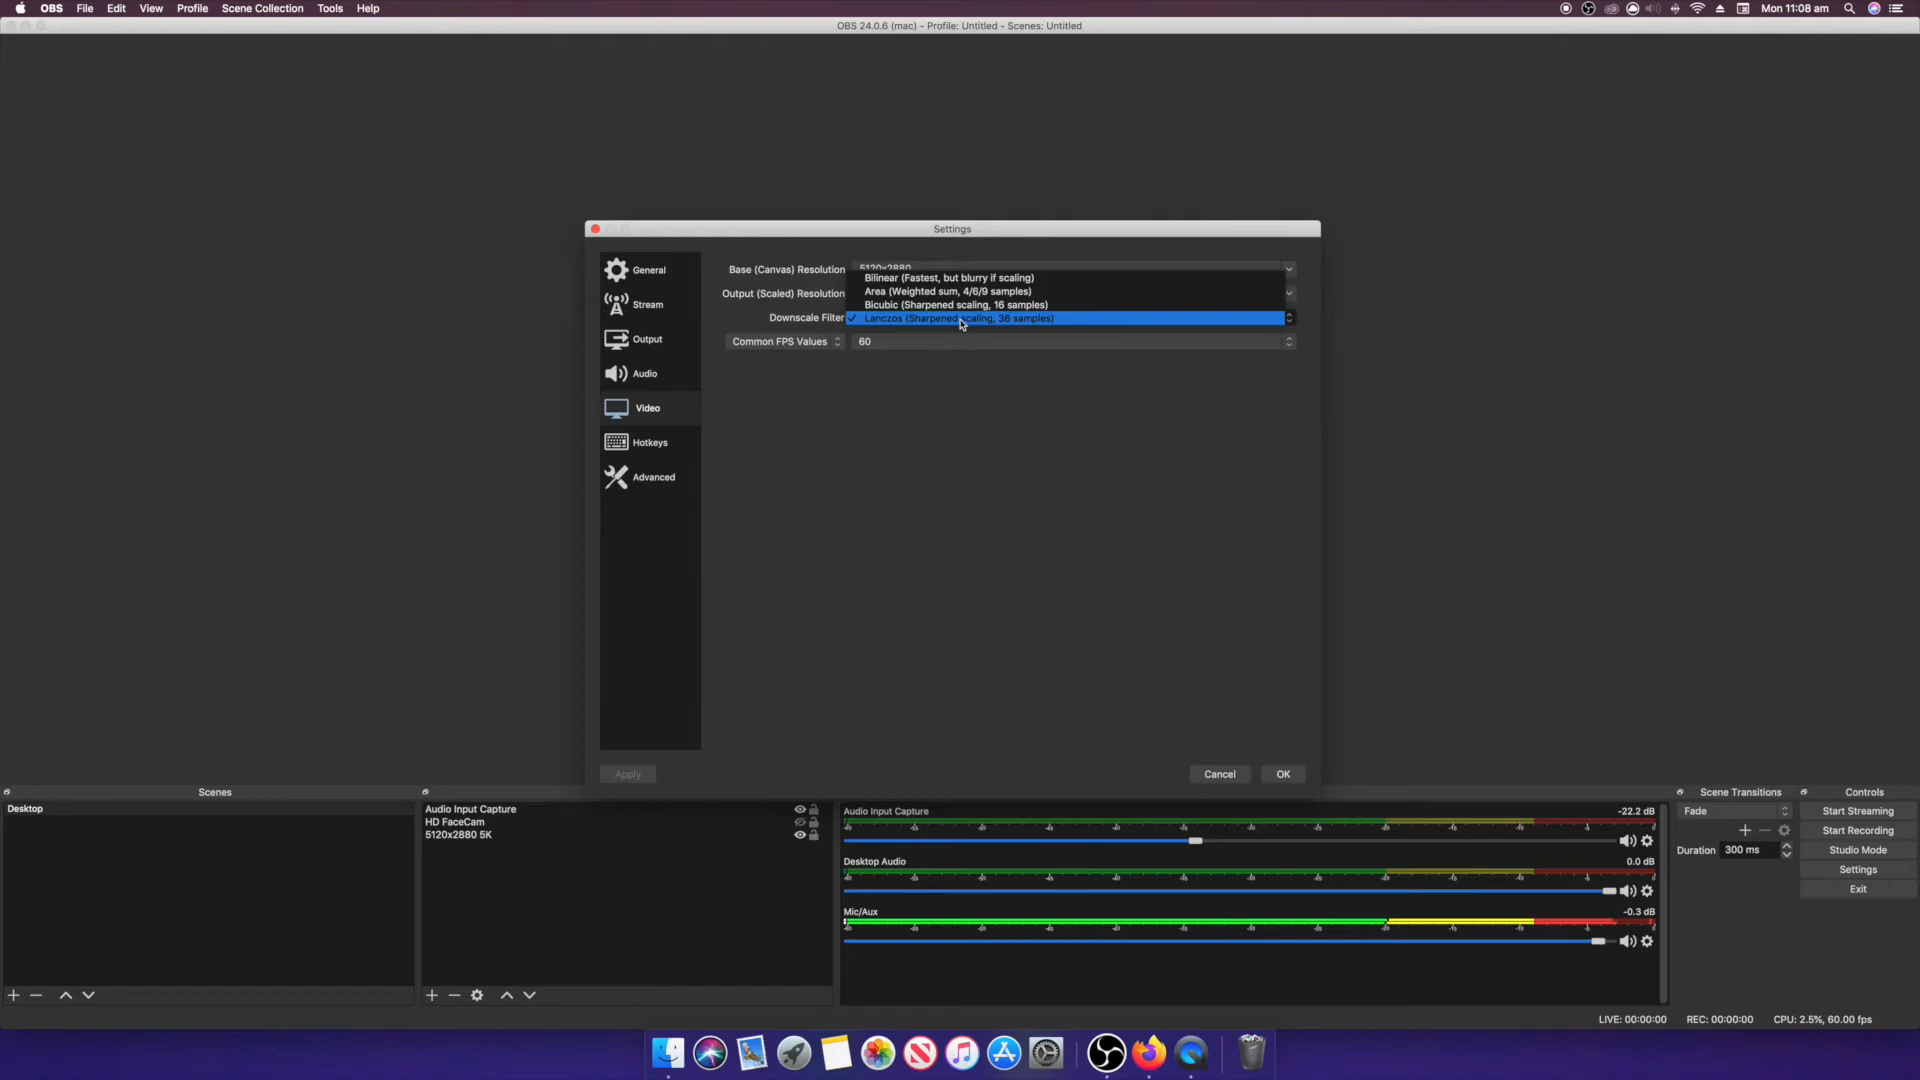 OBS File Edit View Profile Scene Collection Tools Help Mon 11:08 am
OBS 24.0.6 (mac) - Profile: Untitled - Scenes: Untitled
Settings
General
Stream
Output
Audio
Video
Hotkeys
Advanced
Base (Canvas) Resolution 5120x2880
Bilinear (Fastest, but blurry if scaling)
Output (Scaled) Resolution
Area (Weighted sum, 4/6/9 samples)
Bicubic (Sharpened scaling, 16 samples)
Downscale Filter ✓ Lanczos (Sharpened scaling, 36 samples)
Common FPS Values 60
Apply Cancel OK
Scenes
Desktop
Audio Input Capture
HD FaceCam
5120x2880 5K
Audio Input Capture -22.2 dB
Desktop Audio 0.0 dB
Mic/Aux -0.3 dB
Scene Transitions
Fade
Duration 300 ms
Controls
Start Streaming
Start Recording
Studio Mode
Settings
Exit
LIVE: 00:00:00 REC: 00:00:00 CPU: 2.5%, 60.00 fps